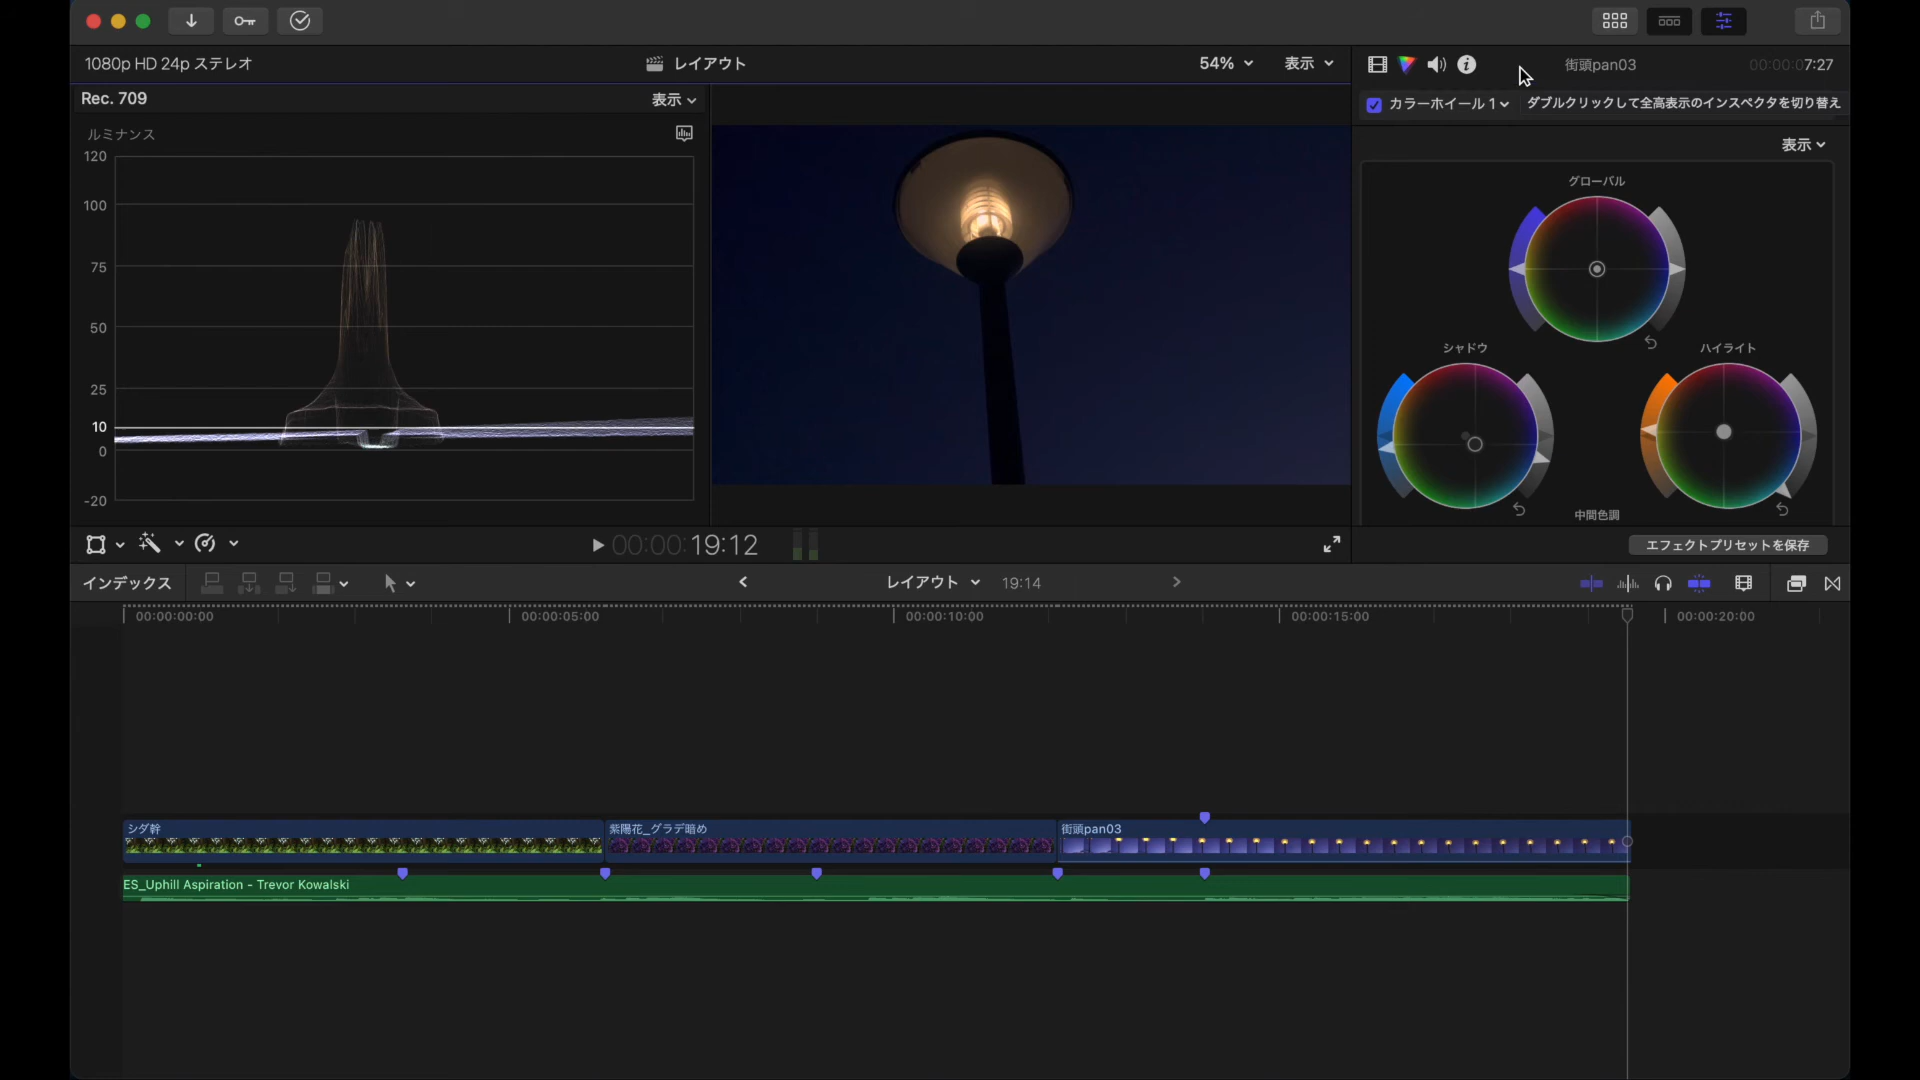 1080p HD 24p ステレオ
レイアウト
54%
表示
街頭pan03
00:00:07:27
Rec. 709
表示
カラーホイール 1
ダブルクリックして全高表示のインスペクタを切り替え
ルミナンス
表示
120
100
75
50
25
10
0
-20
グローバル
シャドウ
ハイライト
中間色調
00:00:19:12
エフェクトプリセットを保存
インデックス
レイアウト
19:14
00:00:00:00
00:00:05:00
00:00:10:00
00:00:15:00
00:00:20:00
シダ幹
紫陽花_グラデ暗め
街頭pan03
ES_Uphill Aspiration - Trevor Kowalski